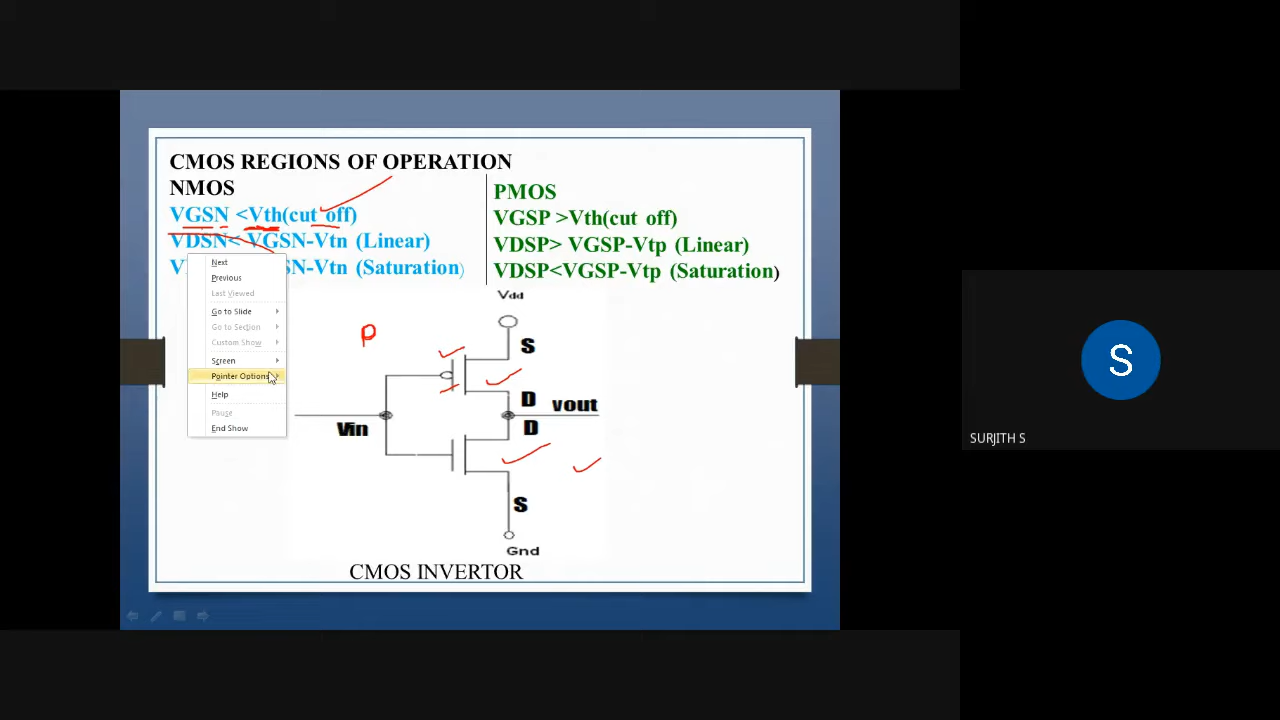 CMOS REGIONS OF OPERATION
NMOS
VGSN <Vth(cut off)
VDSN< VGSN-Vtn (Linear)
SN-Vtn (Saturation)
PMOS
VGSP >Vth(cut off)
VDSP> VGSP-Vtp (Linear)
VDSP<VGSP-Vtp (Saturation)
Next
Previous
Last Viewed
Go to Slide
Go to Section
Custom Show
Screen
Pointer Options
Help
Pause
End Show
P
Vdd
S
D
vout
Vin
D
S
Gnd
CMOS INVERTOR
S
SURJITH S